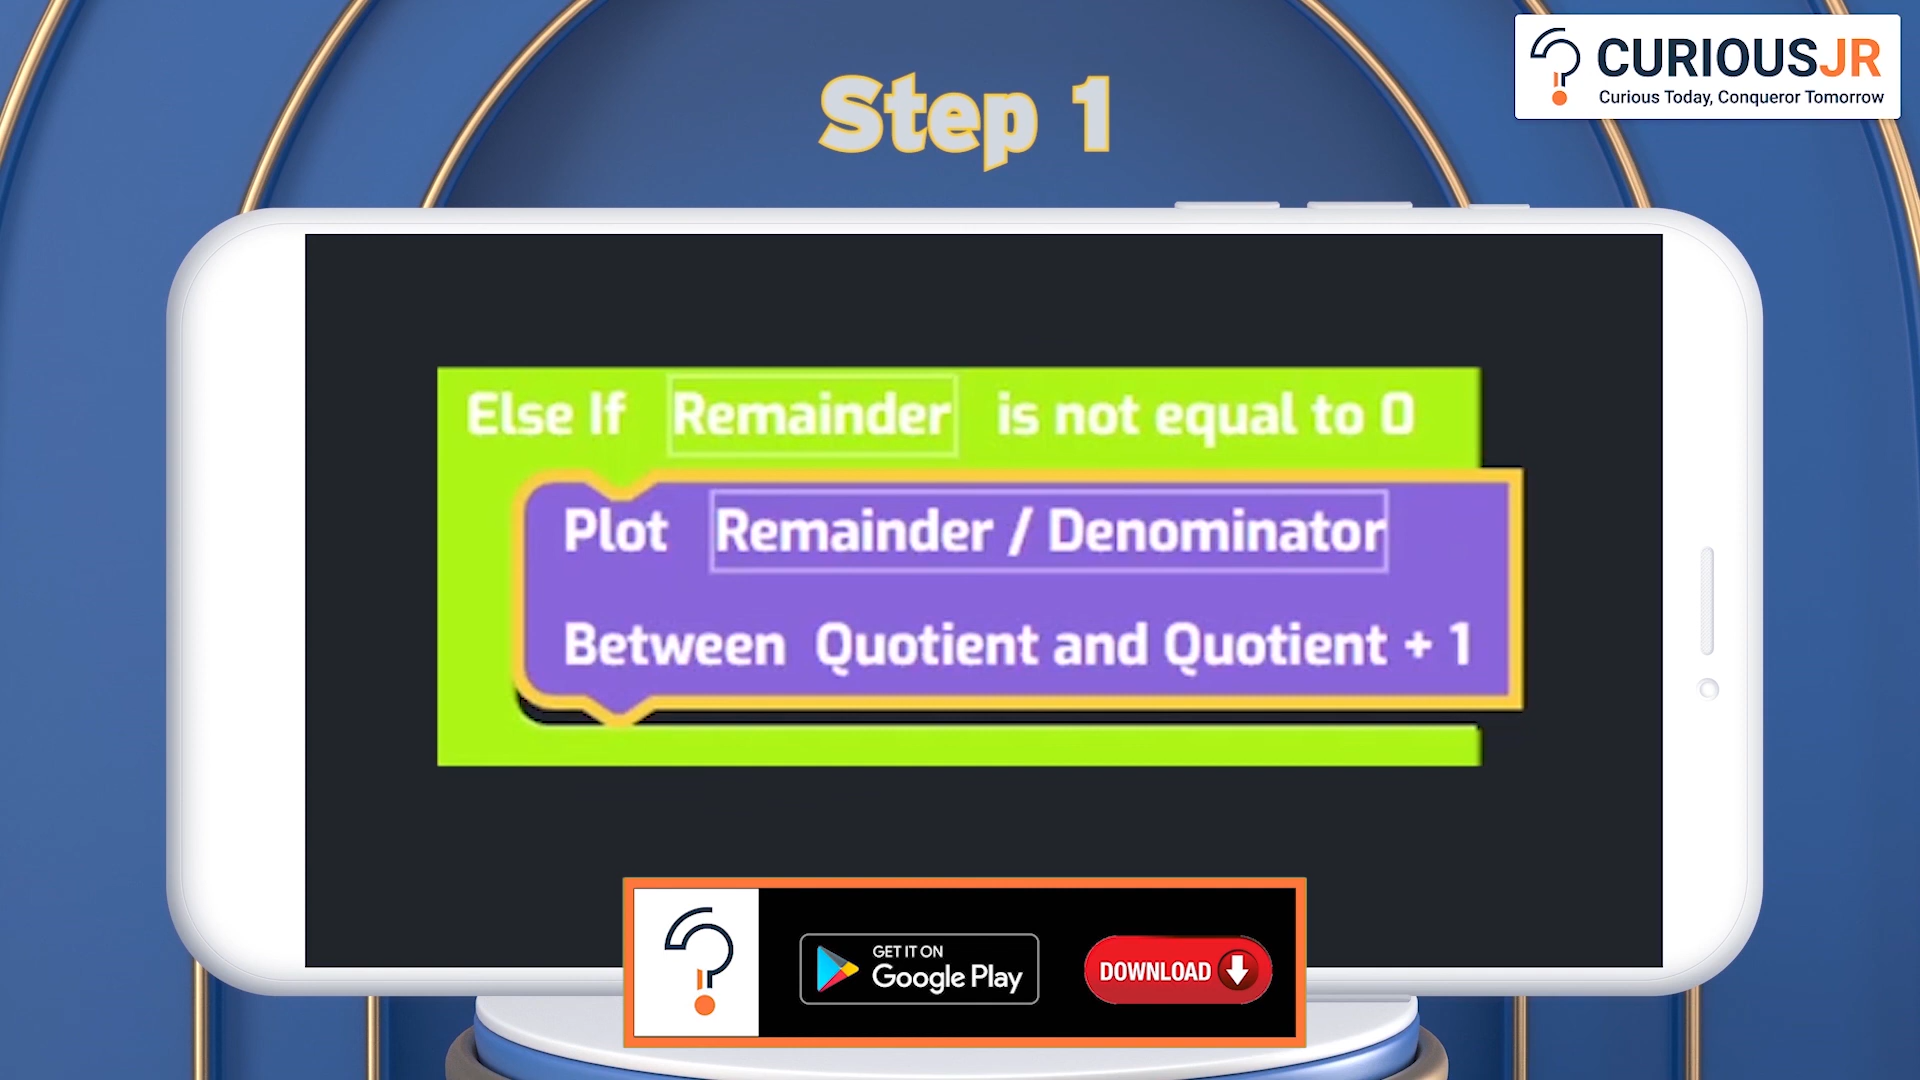 CURIOUSJR
Curious Today, Conqueror Tomorrow
Step 1
Else If Remainder is not equal to 0
Plot Remainder / Denominator
Between Quotient and Quotient + 1
GET IT ON
Google Play
DOWNLOAD